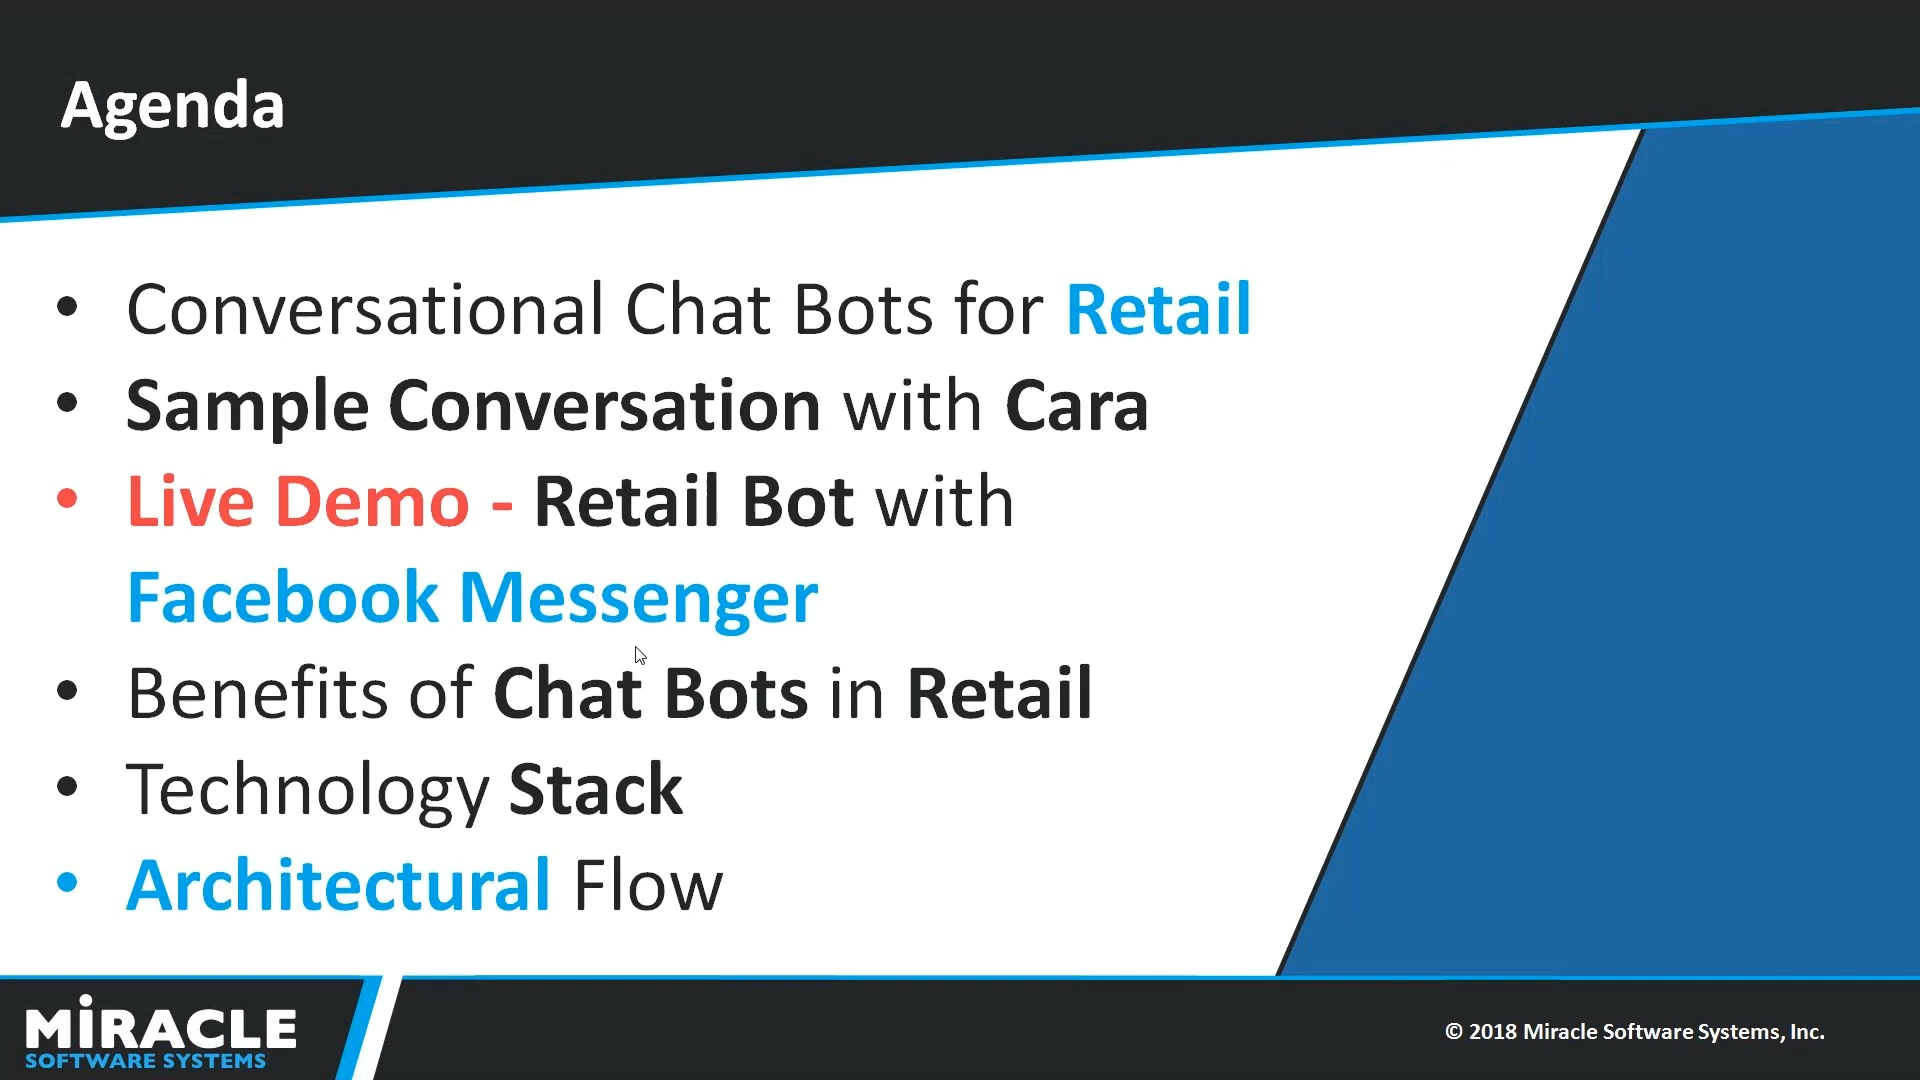 Agenda
• Conversational Chat Bots for Retail
• Sample Conversation with Cara
• Live Demo - Retail Bot with
Facebook Messenger
• Benefits of Chat Bots in Retail
• Technology Stack
• Architectural Flow
MiRACLE
SOFTWARE SYSTEMS
© 2018 Miracle Software Systems, Inc.